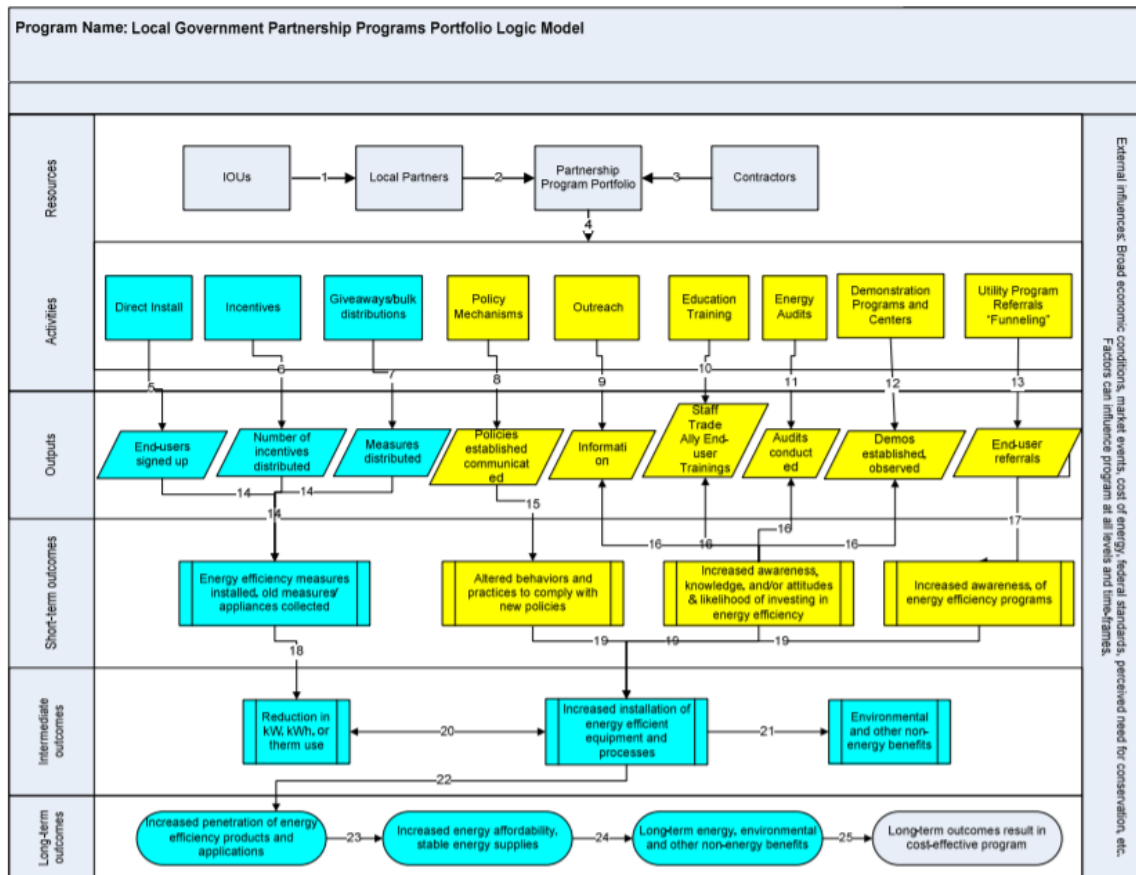 Program Name: Local Government Partnership Programs Portfolio Logic Model
Resources
IOUs
1
Local Partners
2
Partnership
Program Portfolio
3
Contractors
4
Activities
Direct Install
Incentives
Giveaways/bulk
distributions
Policy
Mechanisms
Outreach
Education
Training
Energy
Audits
Demonstration
Programs and
Centers
Utility Program
Referrals
“Funneling”
5
6
7
8
9
10
11
12
13
Outputs
End-users
signed up
Number of
incentives
distributed
Measures
distributed
Policies
established
communicat
ed
Informati
on
Staff
Trade
Ally End-
user
Trainings
Audits
conduct
ed
Demos
established,
observed
End-user
referrals
14
14
14
15
16
16
16
16
17
Short-term outcomes
Energy efficiency measures
installed, old measures/
appliances collected
Altered behaviors and
practices to comply with
new policies
Increased awareness,
knowledge, and/or attitudes
& likelihood of investing in
energy efficiency
Increased awareness, of
energy efficiency programs
18
19
19
19
Intermediate
outcomes
Reduction in
kW, kWh, or
therm use
20
Increased installation of
energy efficient
equipment and
processes
21
Environmental
and other non-
energy benefits
22
Long-term
outcomes
Increased penetration of energy
efficiency products and
applications
23
Increased energy affordability,
stable energy supplies
24
Long-term energy, environmental
and other non-energy benefits
25
Long-term outcomes result in
cost-effective program
External influences: Broad economic conditions, market events, cost of energy, federal standards, perceived need for conservation, etc.
Factors can influence program at all levels and time-frames.